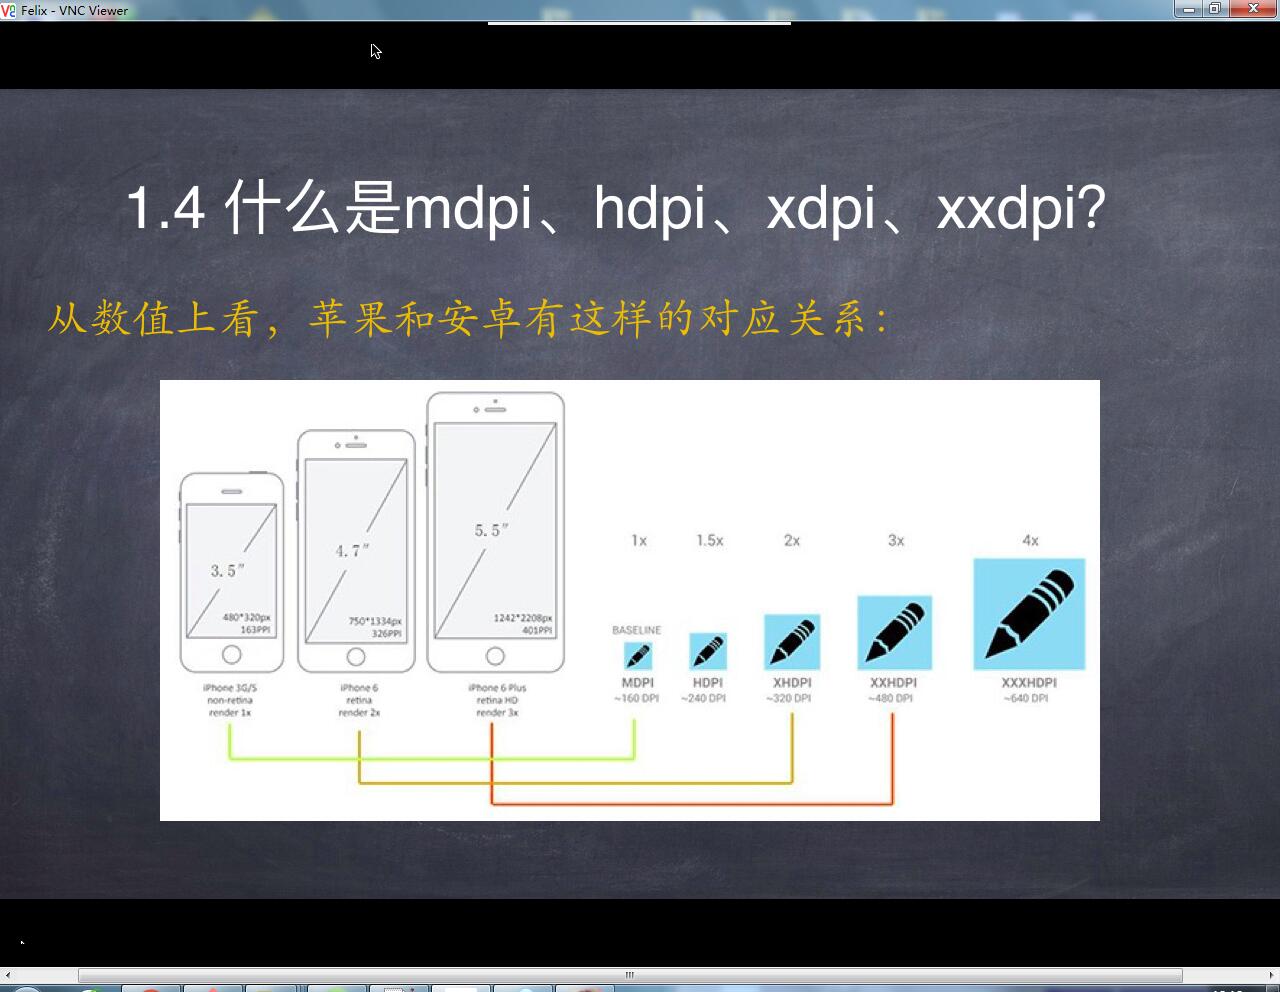 Felix - VNC Viewer
1.4 什么是mdpi、hdpi、xdpi、xxdpi?
从数值上看，苹果和安卓有这样的对应关系：
3.5"
480*320px
163PPI
iPhone 3G/S
non-retina
render 1x
4.7"
750*1334px
326PPI
iPhone 6
retina
render 2x
5.5"
1242*2208px
401PPI
iPhone 6 Plus
retina HD
render 3x
1x
1.5x
2x
3x
4x
BASELINE
MDPI
HDPI
XHDPI
XXHDPI
XXXHDPI
~160 DPI
~240 DPI
~320 DPI
~480 DPI
~640 DPI